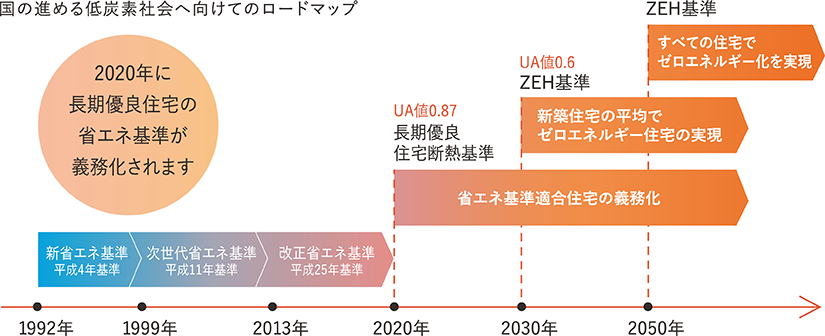 国の進める低炭素社会へ向けてのロードマップ
2020年に
長期優良住宅の
省エネ基準が
義務化されます
ZEH基準
すべての住宅で
ゼロエネルギー化を実現
UA値0.6
ZEH基準
新築住宅の平均で
ゼロエネルギー住宅の実現
UA値0.87
長期優良
住宅断熱基準
省エネ基準適合住宅の義務化
新省エネ基準
平成4年基準
次世代省エネ基準
平成11年基準
改正省エネ基準
平成25年基準
1992年
1999年
2013年
2020年
2030年
2050年